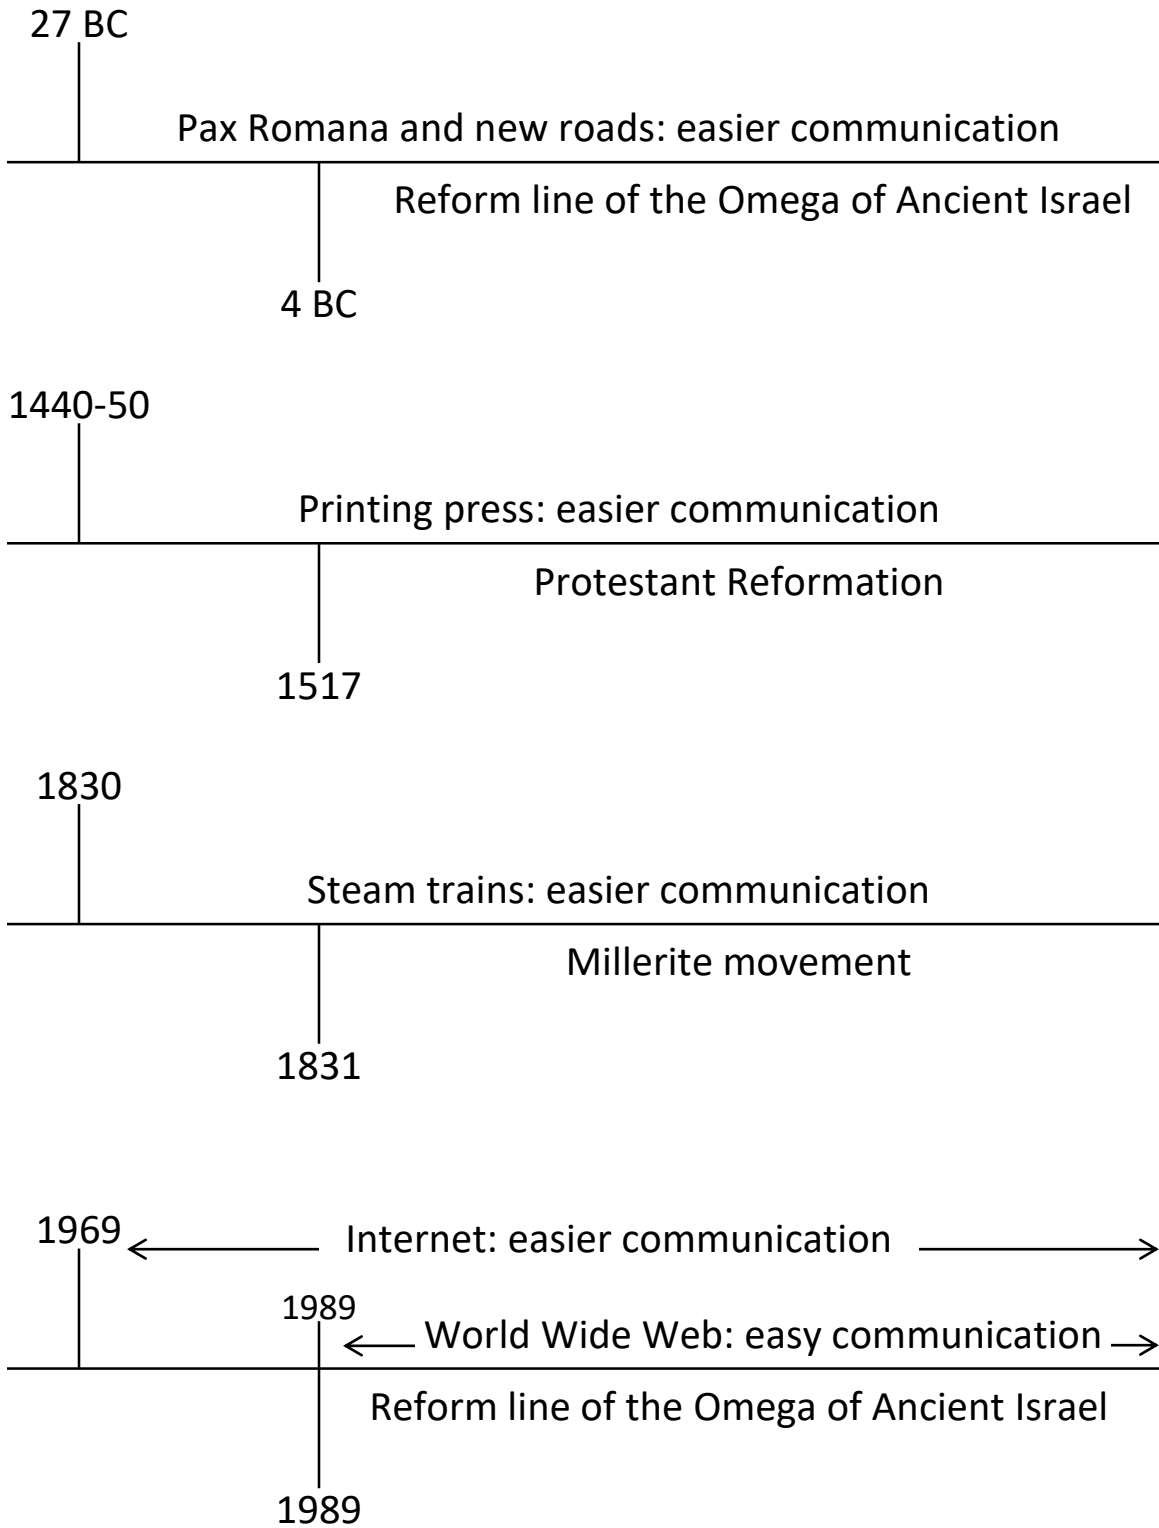 27 BC
Pax Romana and new roads: easier communication
Reform line of the Omega of Ancient Israel
4 BC
1440-50
Printing press: easier communication
Protestant Reformation
1517
1830
Steam trains: easier communication
Millerite movement
1831
1969
Internet: easier communication
1989
World Wide Web: easy communication
Reform line of the Omega of Ancient Israel
1989